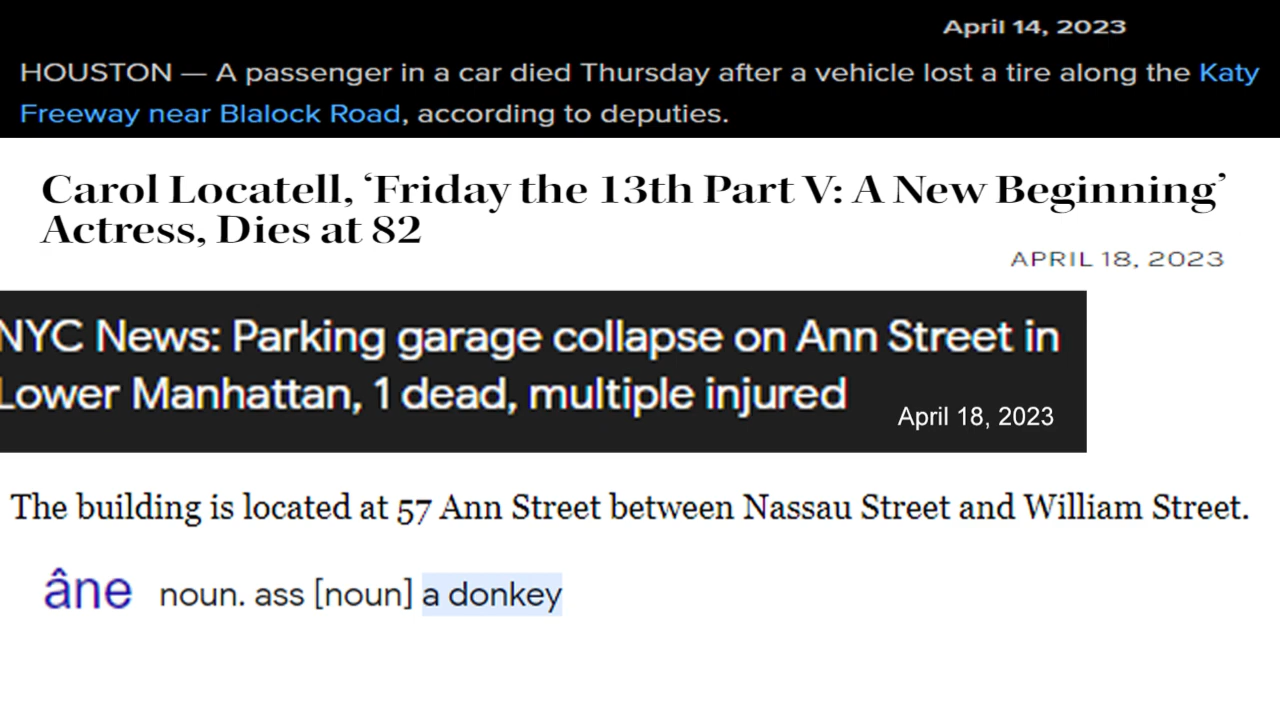 April 14, 2023
HOUSTON — A passenger in a car died Thursday after a vehicle lost a tire along the Katy
Freeway near Blalock Road, according to deputies.
Carol Locatell, ‘Friday the 13th Part V: A New Beginning’
Actress, Dies at 82
APRIL 18, 2023
NYC News: Parking garage collapse on Ann Street in
Lower Manhattan, 1 dead, multiple injured
April 18, 2023
The building is located at 57 Ann Street between Nassau Street and William Street.
âne noun. ass [noun] a donkey